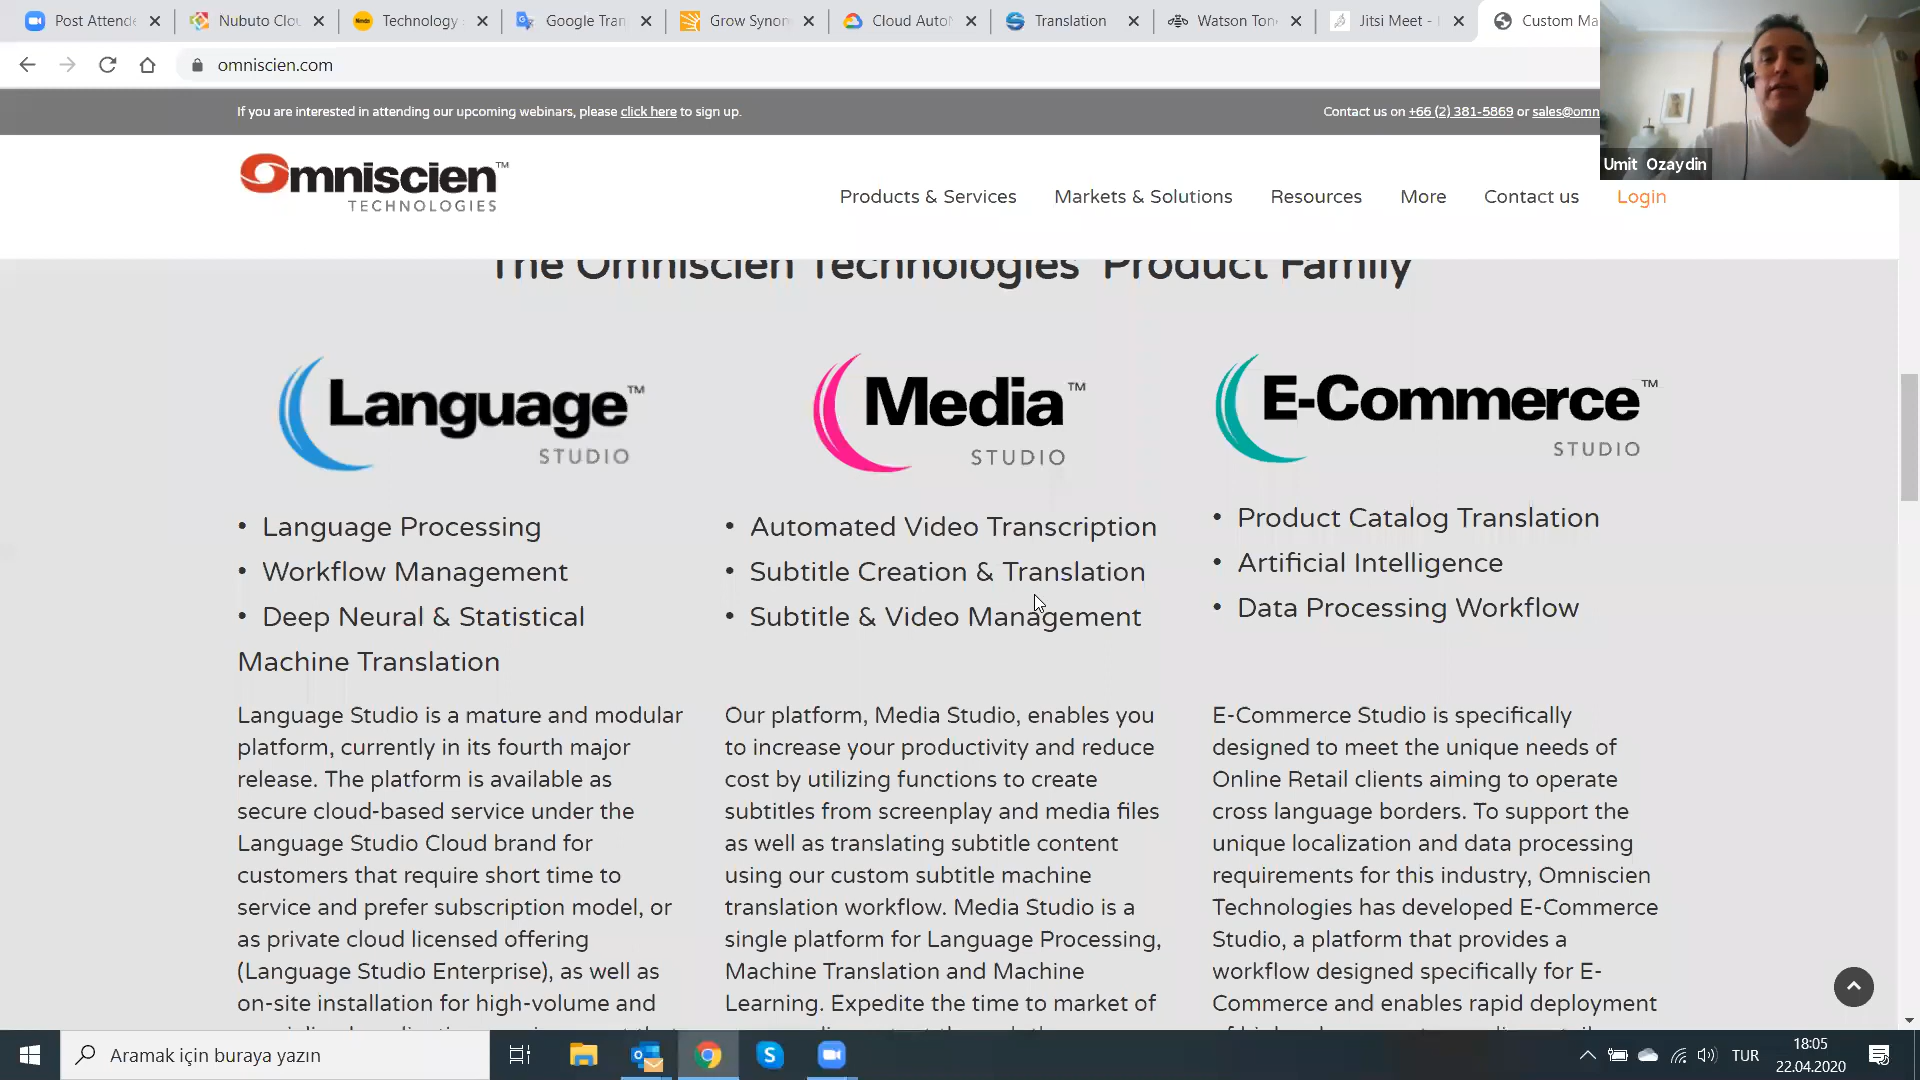 Post Attende
Nubuto Clou
Technology
Google Tran
Grow Synon
Cloud AutoM
Translation
Watson Tone
Jitsi Meet -
Custom Ma
omniscien.com
If you are interested in attending our upcoming webinars, please click here to sign up.
Contact us on +66 (2) 381-5869 or sales@omn
Umit Ozaydin
Omniscien™
TECHNOLOGIES
Products & Services
Markets & Solutions
Resources
More
Contact us
Login
The Omniscien Technologies' Product Family
Language™
STUDIO
• Language Processing
• Workflow Management
• Deep Neural & Statistical
Machine Translation
Language Studio is a mature and modular
platform, currently in its fourth major
release. The platform is available as
secure cloud-based service under the
Language Studio Cloud brand for
customers that require short time to
service and prefer subscription model, or
as private cloud licensed offering
(Language Studio Enterprise), as well as
on-site installation for high-volume and
Media™
STUDIO
• Automated Video Transcription
• Subtitle Creation & Translation
• Subtitle & Video Management
Our platform, Media Studio, enables you
to increase your productivity and reduce
cost by utilizing functions to create
subtitles from screenplay and media files
as well as translating subtitle content
using our custom subtitle machine
translation workflow. Media Studio is a
single platform for Language Processing,
Machine Translation and Machine
Learning. Expedite the time to market of
E-Commerce™
STUDIO
• Product Catalog Translation
• Artificial Intelligence
• Data Processing Workflow
E-Commerce Studio is specifically
designed to meet the unique needs of
Online Retail clients aiming to operate
cross language borders. To support the
unique localization and data processing
requirements for this industry, Omniscien
Technologies has developed E-Commerce
Studio, a platform that provides a
workflow designed specifically for E-
Commerce and enables rapid deployment
Aramak için buraya yazın
TUR
18:05
22.04.2020